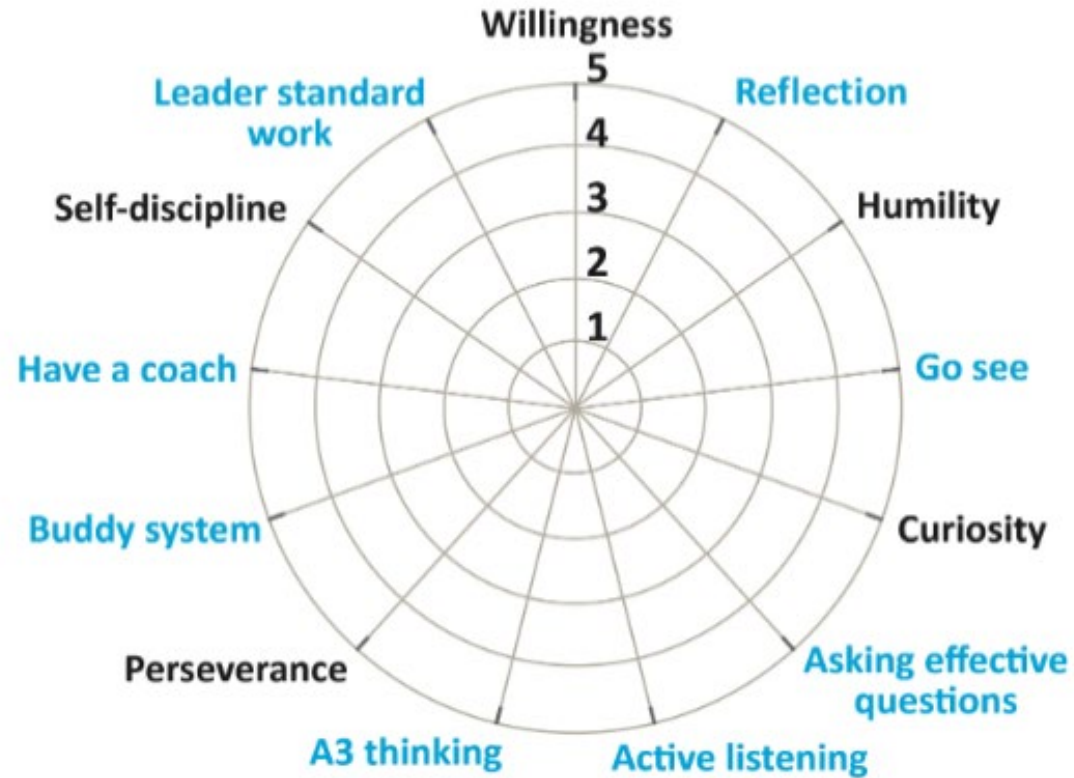 Willingness
5
4
3
2
1
Reflection
Humility
Go see
Curiosity
Asking effective
questions
Active listening
A3 thinking
Perseverance
Buddy system
Have a coach
Self-discipline
Leader standard
work